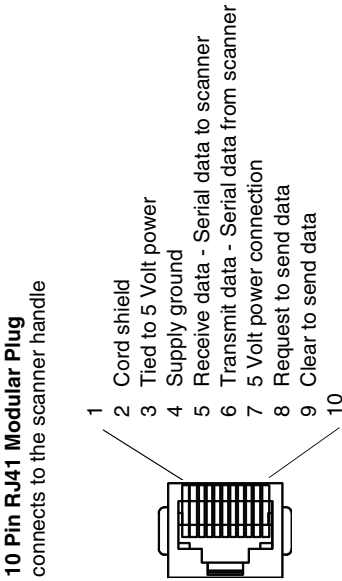 10 Pin RJ41 Modular Plug
connects to the scanner handle
1
2 Cord shield
3 Tied to 5 Volt power
4 Supply ground
5 Receive data - Serial data to scanner
6 Transmit data - Serial data from scanner
7 5 Volt power connection
8 Request to send data
9 Clear to send data
10